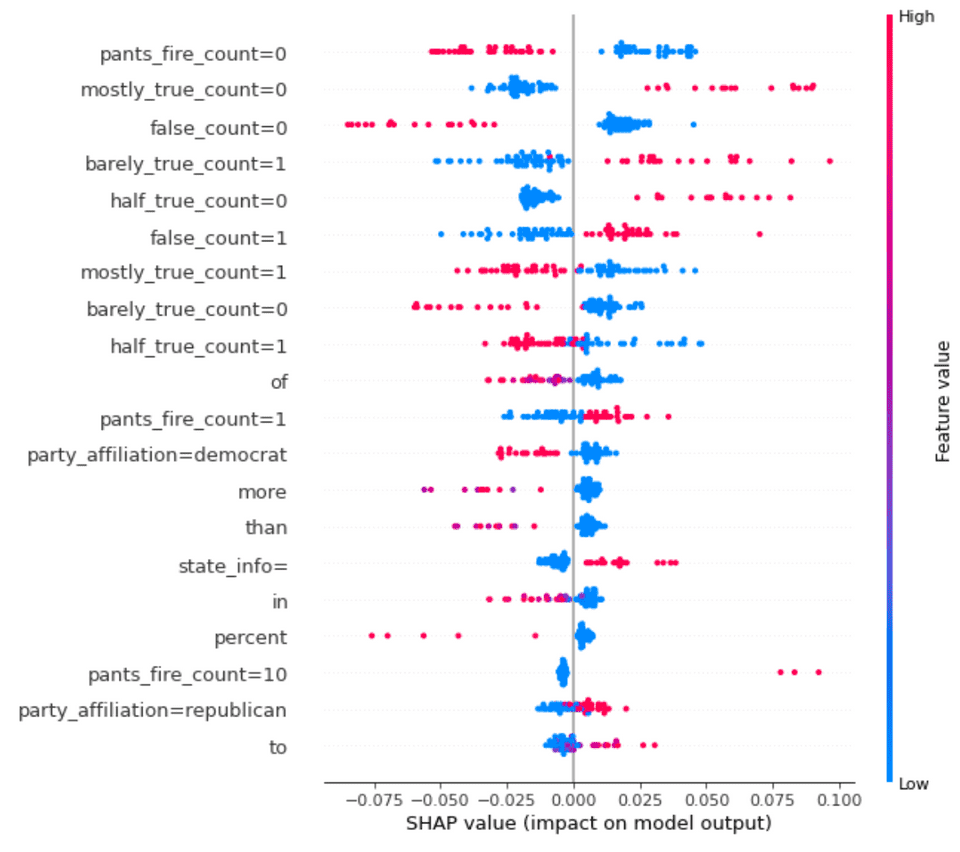 High
pants_fire_count=0
mostly_true_count=0
false_count=0
barely_true_count=1
half_true_count=0
false_count=1
mostly_true_count=1
barely_true_count=0
half_true_count=1
of
pants_fire_count=1
party_affiliation=democrat
more
than
state_info=
in
percent
pants_fire_count=10
party_affiliation=republican
to
Feature value
Low
−0.075 −0.050 −0.025 0.000 0.025 0.050 0.075 0.100
SHAP value (impact on model output)